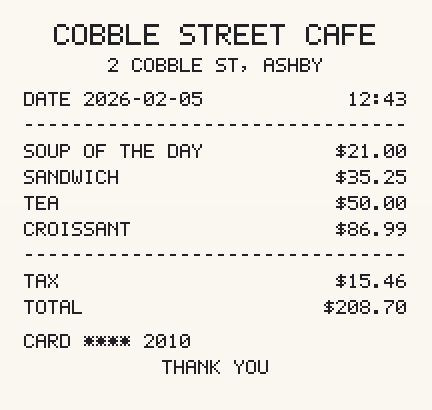 COBBLE STREET CAFE
2 COBBLE ST, ASHBY
DATE 2026-02-05 12:43
--------------------------------
SOUP OF THE DAY $21.00
SANDWICH $35.25
TEA $50.00
CROISSANT $86.99
--------------------------------
TAX $15.46
TOTAL $208.70
CARD **** 2010
THANK YOU